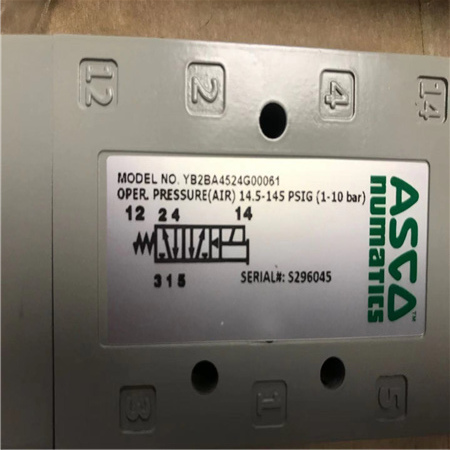 12 2 4 14
MODEL NO. YB2BA4524G00061
OPER. PRESSURE(AIR) 14.5-145 PSIG (1-10 bar)
12 2 4 14
3 1 5
SERIAL#: S296045
ASCO™
numatics
3 1 5